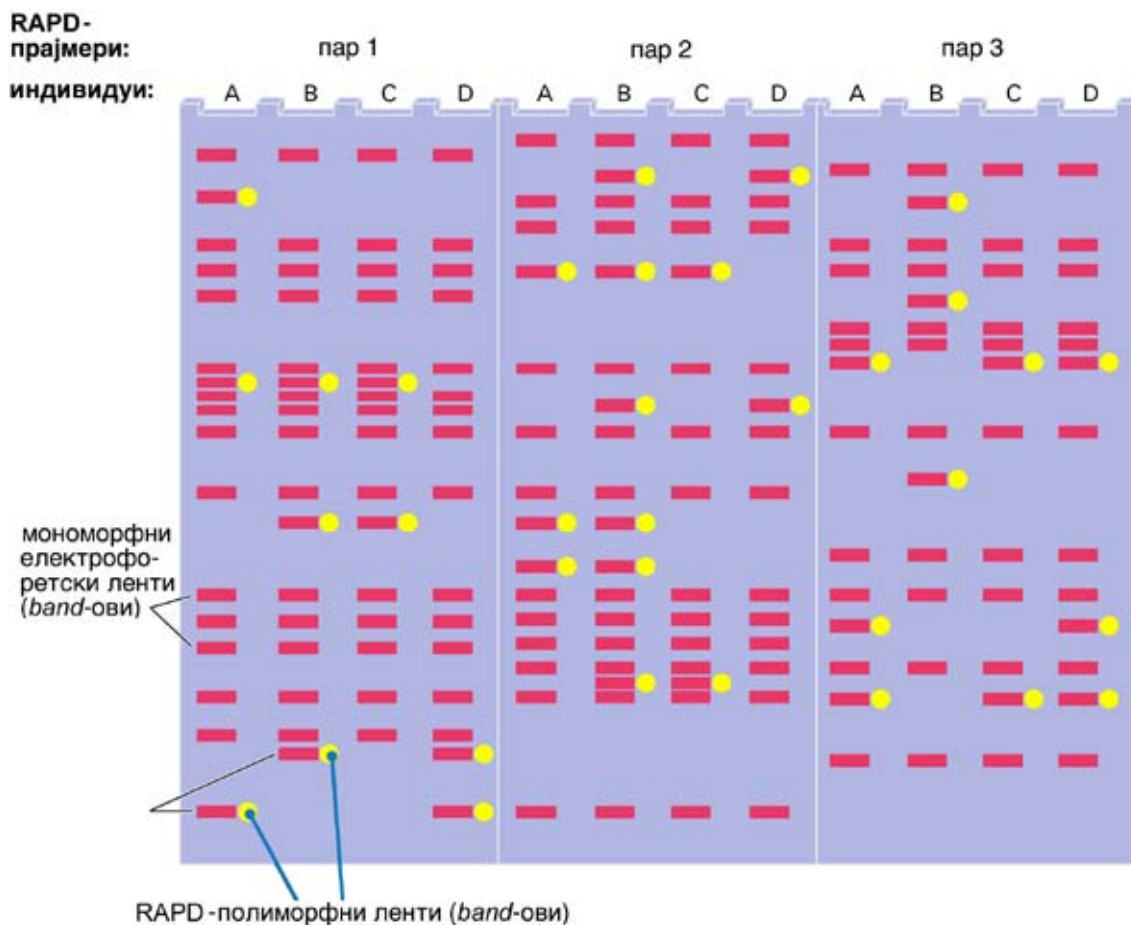 RAPD-
прајмери:
пар 1
пар 2
пар 3
индивидуи:
A B C D
A B C D
A B C D
мономорфни
електрофо-
ретски ленти
(band-ови)
RAPD-полиморфни ленти (band-ови)